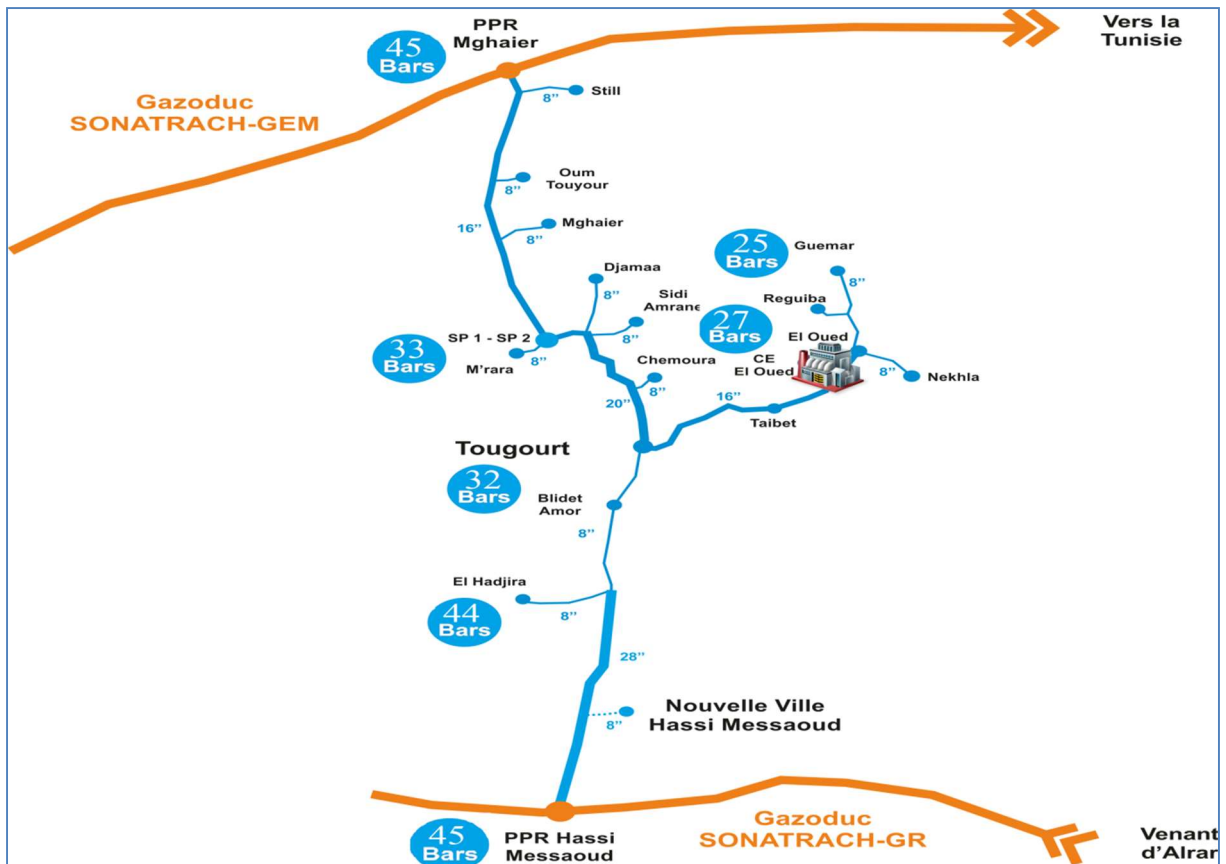 PPR
Mghaier
45
Bars
Vers la
Tunisie
Gazoduc
SONATRACH-GEM
8”
Still
Oum
Touyour
8”
Mghaier
8”
16”
25
Bars
Guemar
8”
Djamaa
8”
Sidi
Amrane
8”
Reguiba
27
Bars
El Oued
CE
El Oued
SP 1 - SP 2
33
Bars
M’rara
8”
Chemoura
8”
20”
8”
Nekhla
16”
Taibet
Tougourt
32
Bars
Blidet
Amor
8”
El Hadjira
8”
44
Bars
28”
Nouvelle Ville
Hassi Messaoud
8”
Gazoduc
SONATRACH-GR
45
Bars
PPR Hassi
Messaoud
Venant
d’Alrar